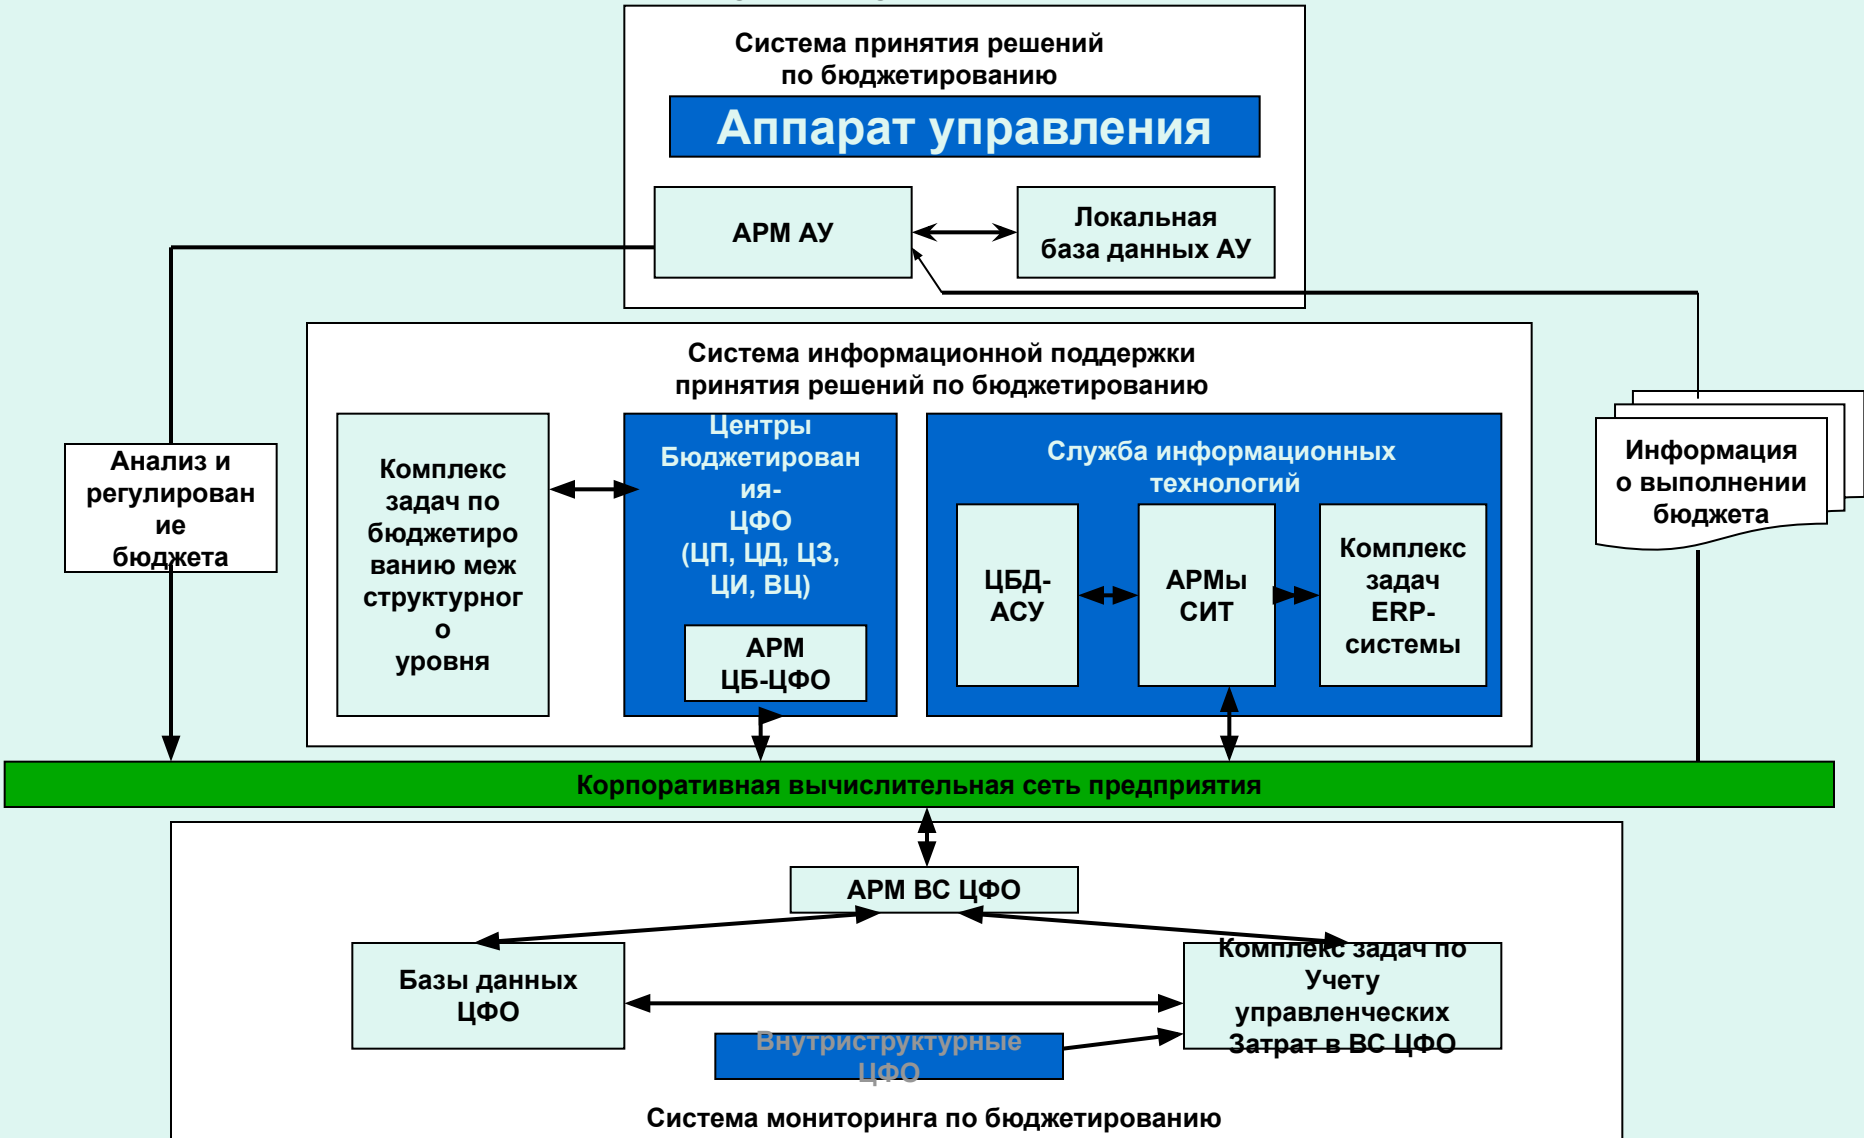 Система принятия решений
по бюджетированию
Аппарат управления
АРМ АУ
Локальная
база данных АУ
Система информационной поддержки
принятия решений по бюджетированию
Анализ и
регулирован
ие
бюджета
Комплекс
задач по
бюджетиро
ванию меж
структурног
о
уровня
Центры
Бюджетирован
ия-
ЦФО
(ЦП, ЦД, ЦЗ,
ЦИ, ВЦ)
АРМ
ЦБ-ЦФО
Служба информационных
технологий
ЦБД-
АСУ
АРМы
СИТ
Комплекс
задач
ERP-
системы
Информация
о выполнении
бюджета
Корпоративная вычислительная сеть предприятия
АРМ ВС ЦФО
Базы данных
ЦФО
Комплекс задач по
Учету
управленческих
Затрат в ВС ЦФО
Внутриструктурные
ЦФО
Система мониторинга по бюджетированию